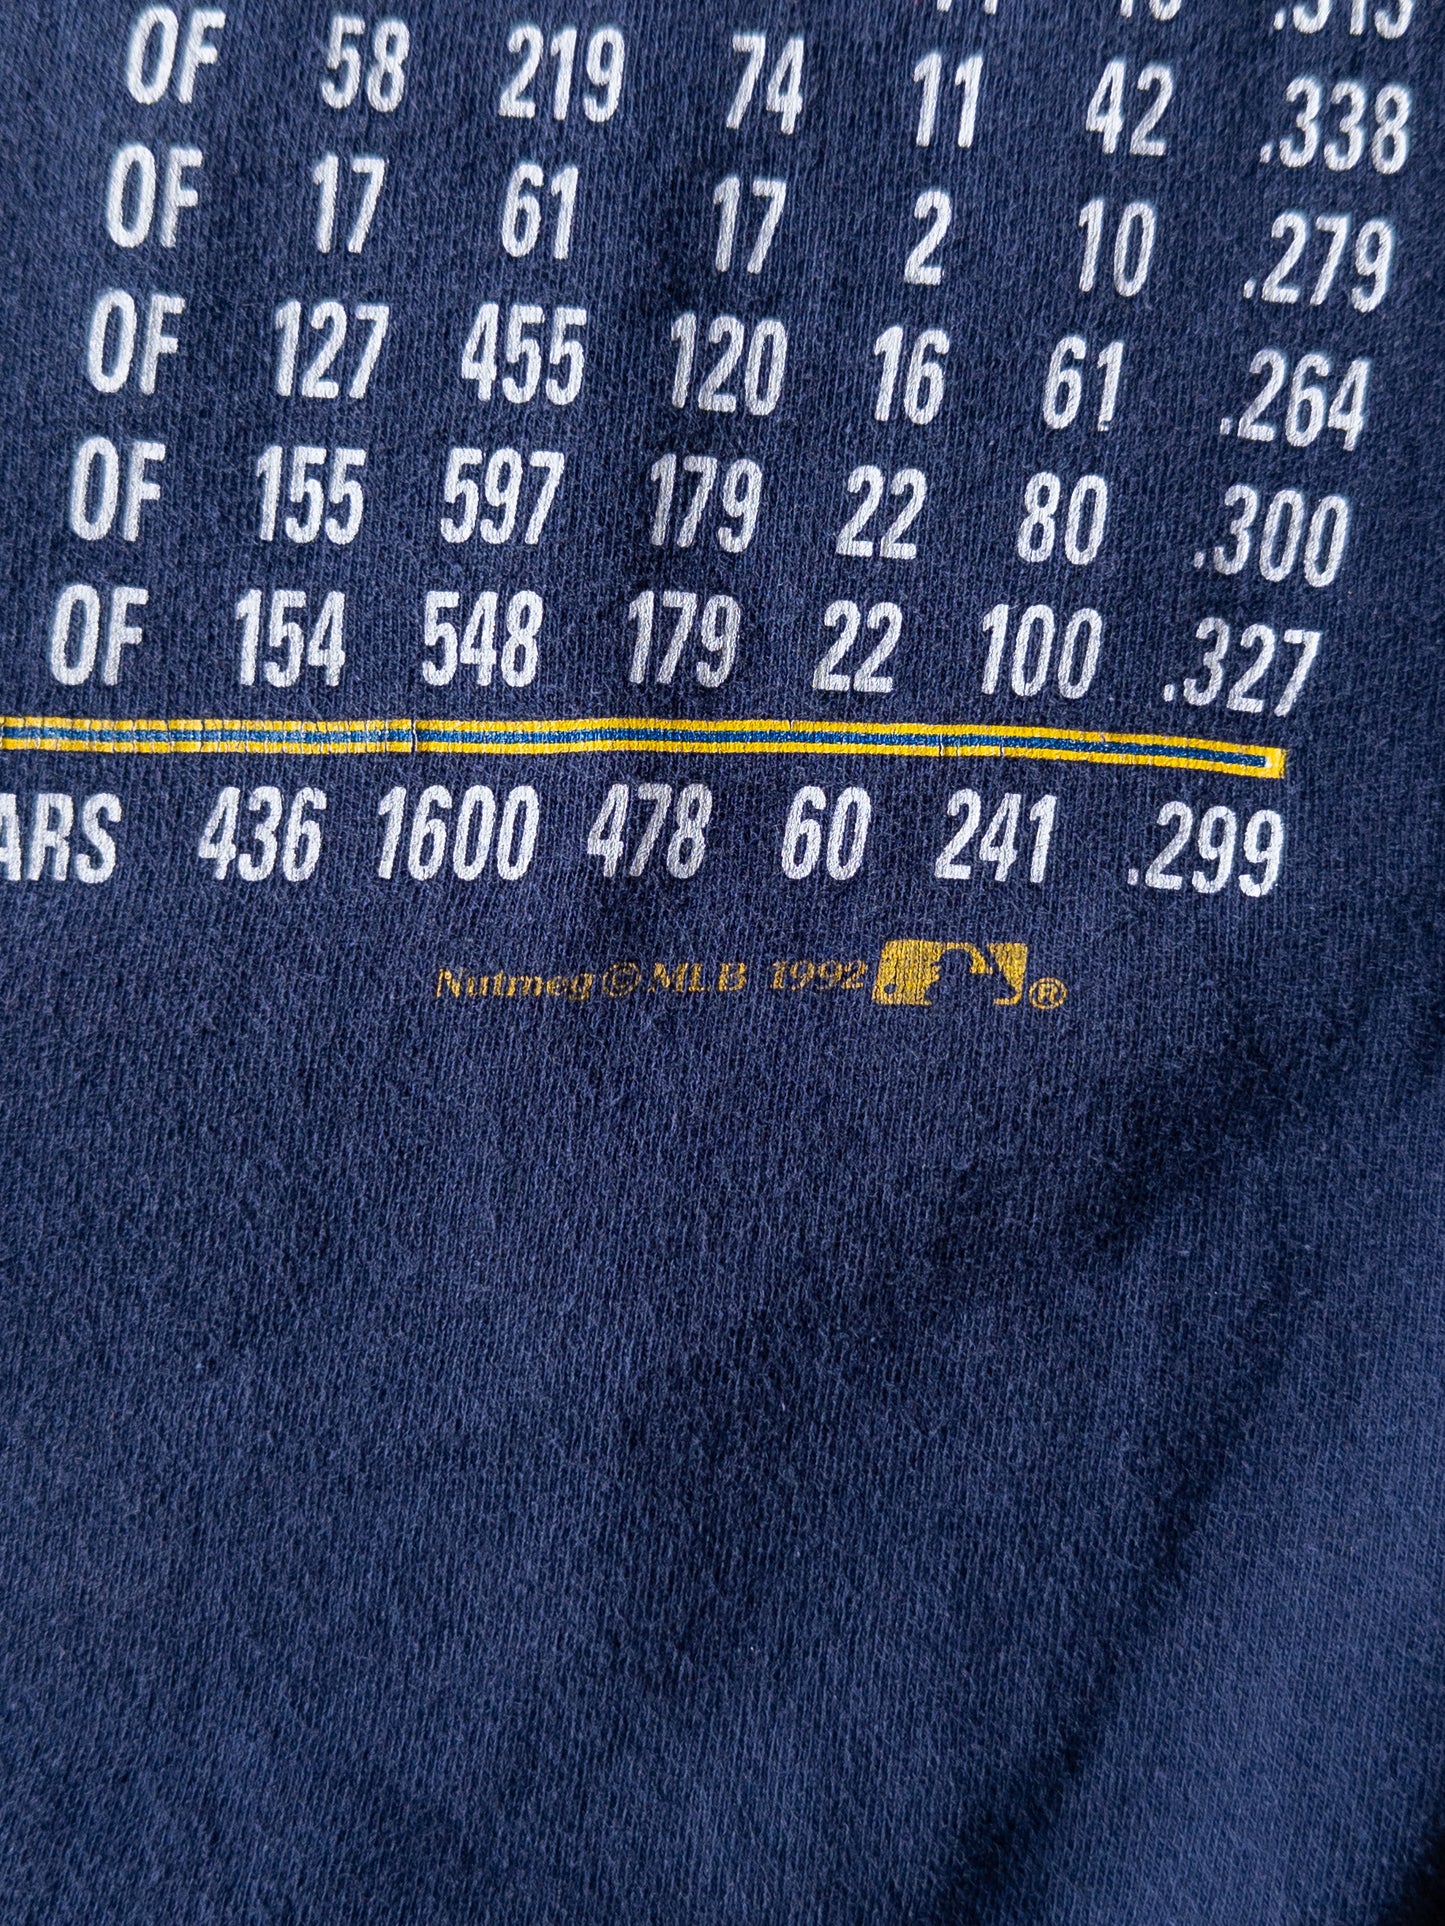 OF 58 219 74 11 42 .338
OF 17 61 17 2 10 .279
OF 127 455 120 16 61 .264
OF 155 597 179 22 80 .300
OF 154 548 179 22 100 .327
ARS 436 1600 478 60 241 .299
Nutmeg © MLB 1992 ®